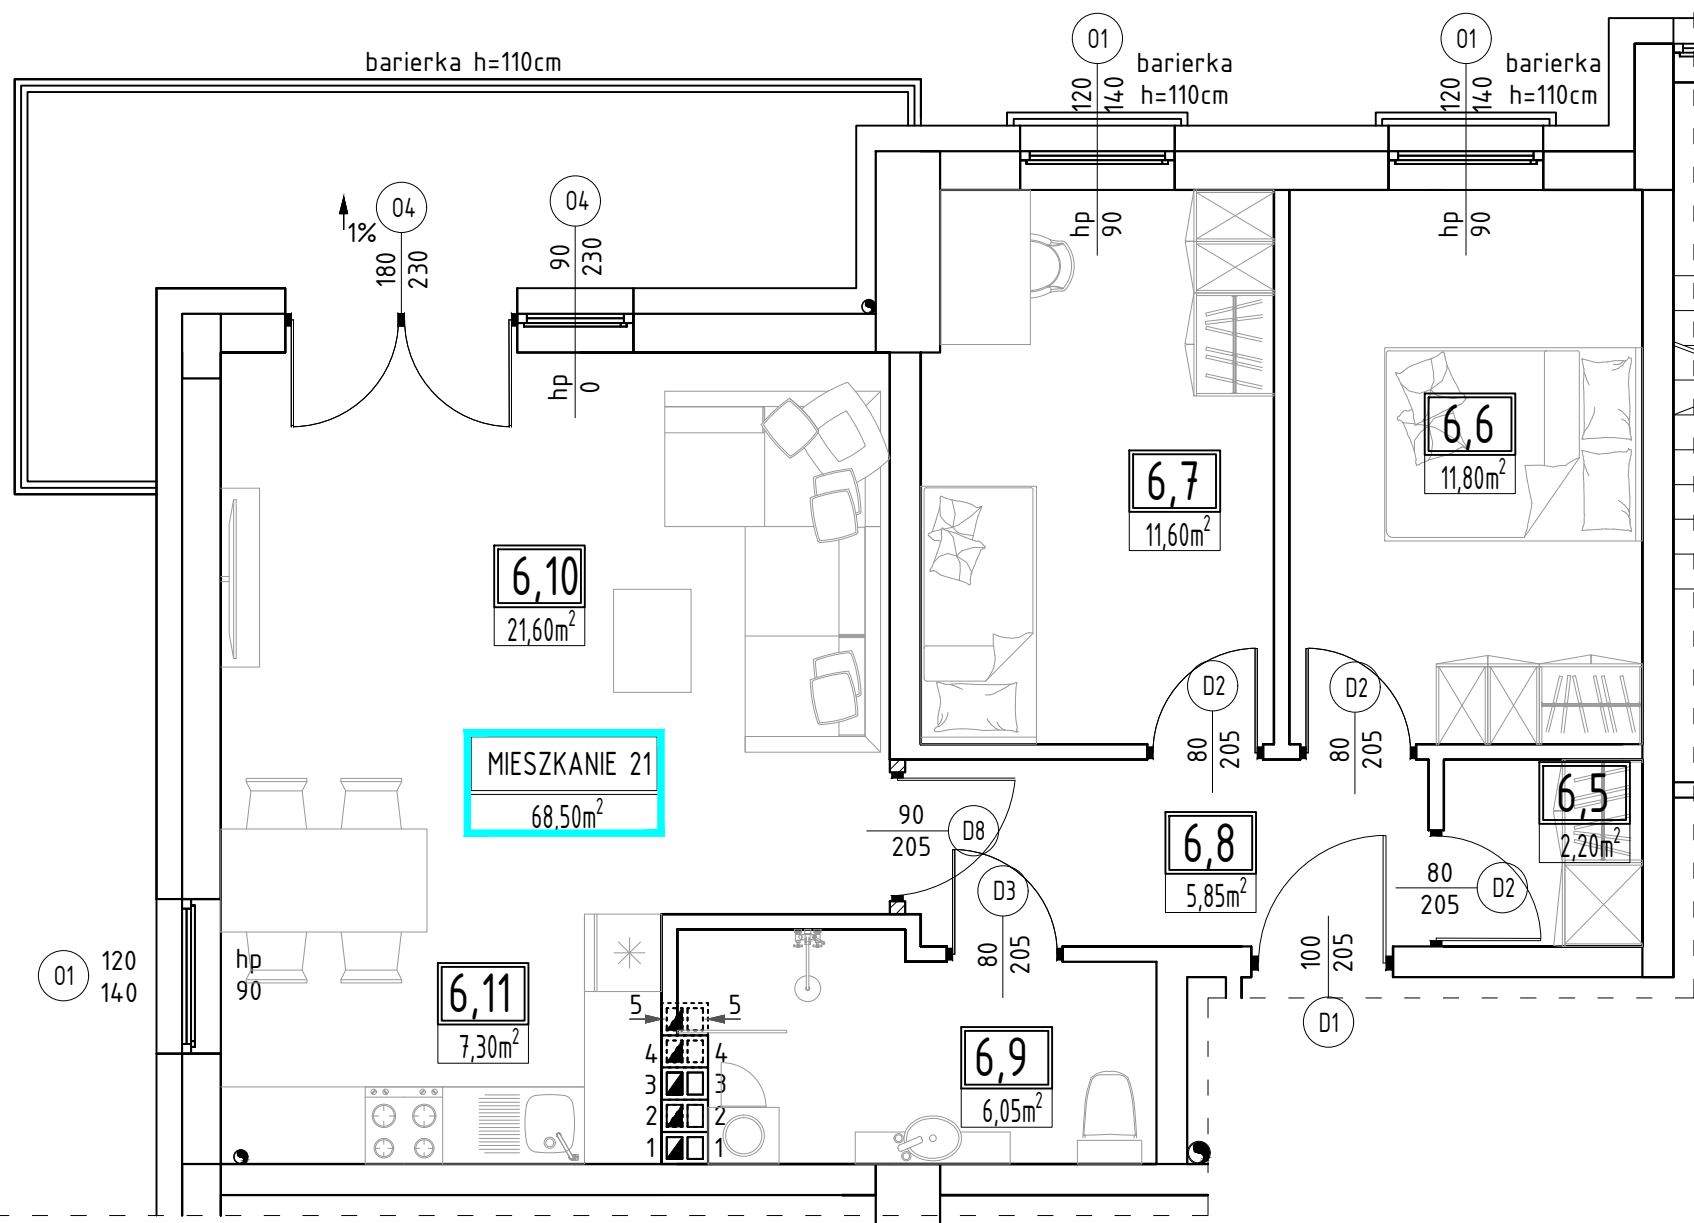 barierka h=110cm
01
120
140
barierka
h=110cm
hp
90
01
120
140
barierka
h=110cm
hp
90
1%
04
180
230
04
90
230
hp
0
6,6
11,80m²
6,7
11,60m²
6,10
21,60m²
D2
80
205
D2
80
205
MIESZKANIE 21
68,50m²
6,5
2,20m²
90
205
D8
6,8
5,85m²
D3
80
205
80
205
D2
100
205
D1
01
120
140
hp
90
6,11
7,30m²
5 5
4 4
3 3
2 2
1 1
6,9
6,05m²